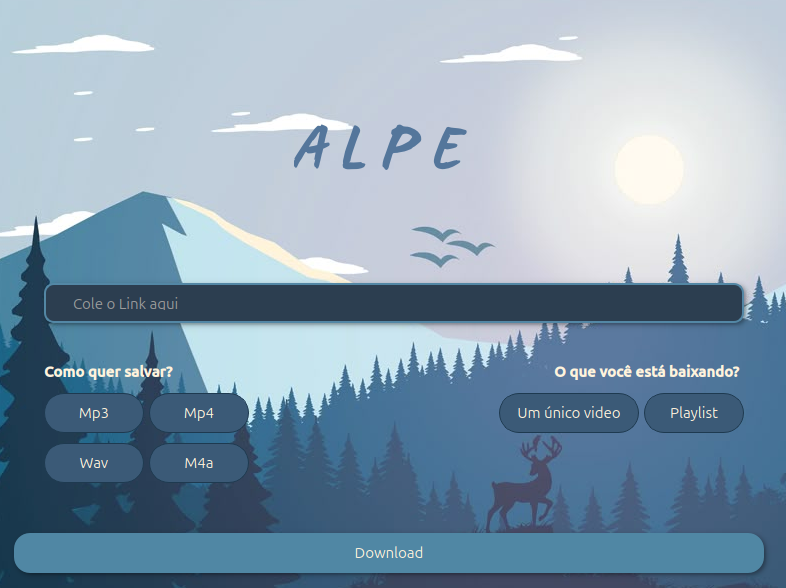 ALPE
Cole o Link aqui
Como quer salvar?
O que você está baixando?
Mp3
Mp4
Um único video
Playlist
Wav
M4a
Download